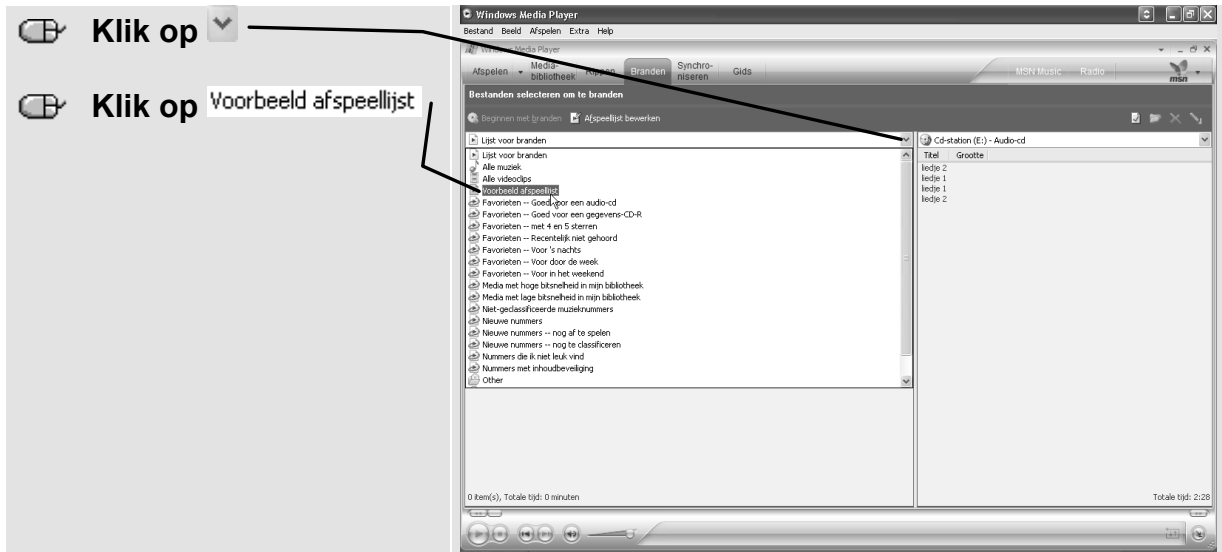 Klik op
Klik op Voorbeeld afspeellijst
Windows Media Player
Bestand Beeld Afspelen Extra Help
Windows Media Player
Afspelen Media-bibliotheek Rippen Branden Synchro-niseren Gids MSN Music Radio msn
Bestanden selecteren om te branden
Beginnen met branden Afspeellijst bewerken
Lijst voor branden
Cd-station (E:) - Audio-cd
Titel Grootte
liedje 2
liedje 1
liedje 1
liedje 2
Lijst voor branden
Alle muziek
Alle videoclips
Voorbeeld afspeellijst
Favorieten -- Goed voor een audio-cd
Favorieten -- Goed voor een gegevens-CD-R
Favorieten -- met 4 en 5 sterren
Favorieten -- Recentelijk niet gehoord
Favorieten -- Voor 's nachts
Favorieten -- Voor door de week
Favorieten -- Voor in het weekend
Media met hoge bitsnelheid in mijn bibliotheek
Media met lage bitsnelheid in mijn bibliotheek
Niet-geclassificeerde muzieknummers
Nieuwe nummers
Nieuwe nummers -- nog af te spelen
Nieuwe nummers -- nog te classificeren
Nummers die ik niet leuk vind
Nummers met inhoudbeveiliging
Other
0 item(s), Totale tijd: 0 minuten
Totale tijd: 2:28